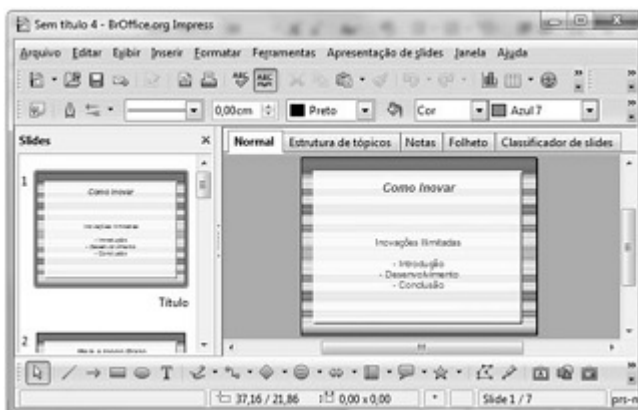 Sem título 4 - BrOffice.org Impress
Arquivo Editar Exibir Inserir Formatar Ferramentas Apresentação de slides Janela Ajuda
ABC ABC
0,00cm Preto Cor Azul 7
Slides Normal Estrutura de tópicos Notas Folheto Classificador de slides
1
Como Inovar
Inovações Ilimitadas
- Introdução
- Desenvolvimento
- Conclusão
Título
2
Como Inovar
Inovações Ilimitadas
- Introdução
- Desenvolvimento
- Conclusão
T
37,16 / 21,86 0,00 x 0,00 * Slide 1 / 7